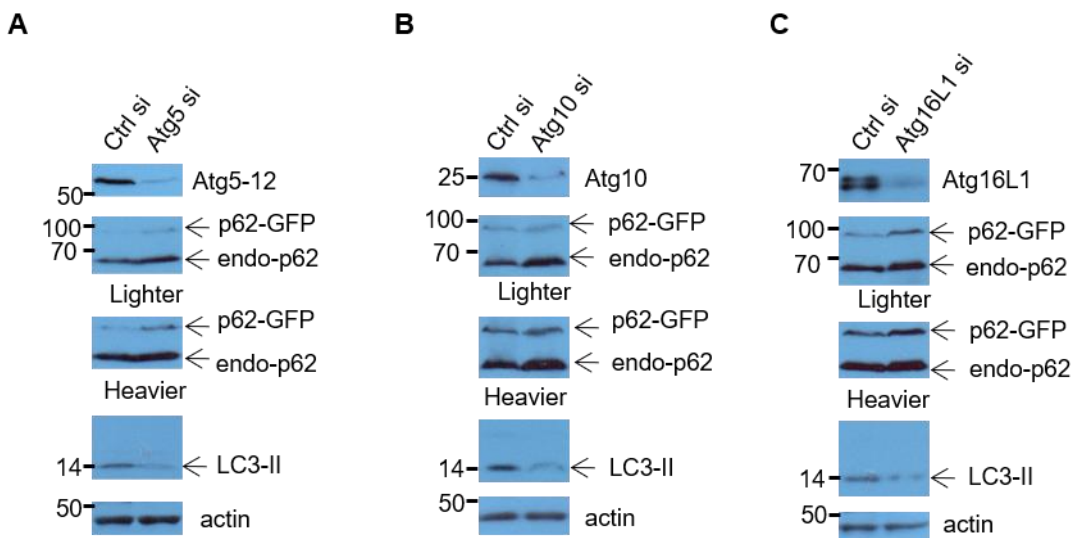 A
Ctrl si
Atg5 si
Atg5-12
50
100
p62-GFP
70
endo-p62
Lighter
p62-GFP
endo-p62
Heavier
14
LC3-II
50
actin
B
Ctrl si
Atg10 si
25
Atg10
100
p62-GFP
70
endo-p62
Lighter
p62-GFP
endo-p62
Heavier
14
LC3-II
50
actin
C
Ctrl si
Atg16L1 si
70
Atg16L1
100
p62-GFP
70
endo-p62
Lighter
p62-GFP
endo-p62
Heavier
14
LC3-II
50
actin